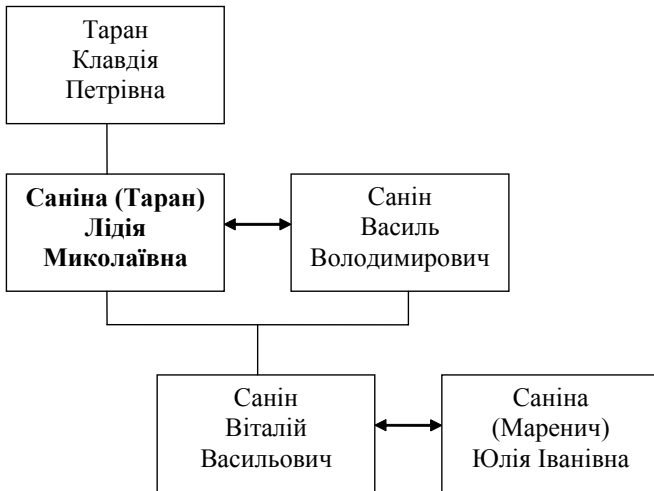 Таран
Клавдія
Петрівна
Саніна (Таран)
Лідія
Миколаївна
Санін
Василь
Володимирович
Санін
Віталій
Васильович
Саніна
(Маренич)
Юлія Іванівна